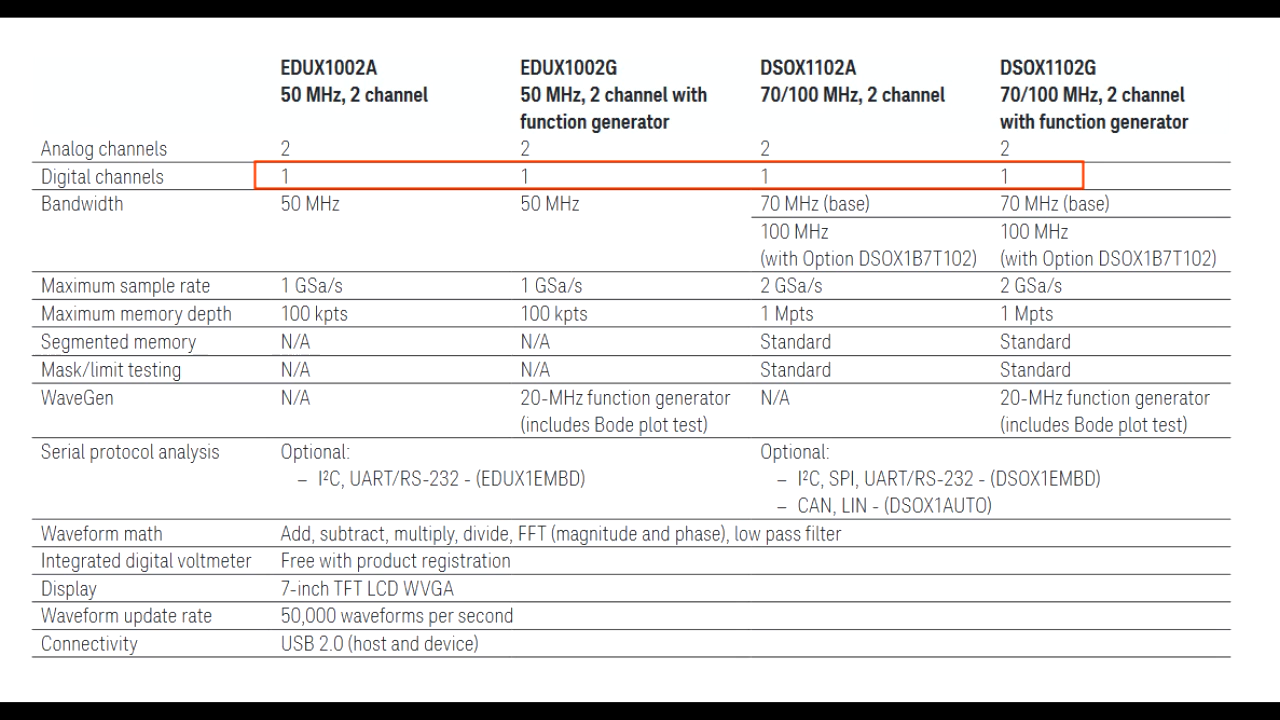 EDUX1002A EDUX1002G DSOX1102A DSOX1102G
50 MHz, 2 channel 50 MHz, 2 channel with 70/100 MHz, 2 channel 70/100 MHz, 2 channel
function generator with function generator
Analog channels 2 2 2 2
Digital channels 1 1 1 1
Bandwidth 50 MHz 50 MHz 70 MHz (base) 70 MHz (base)
100 MHz 100 MHz
(with Option DSOX1B7T102) (with Option DSOX1B7T102)
Maximum sample rate 1 GSa/s 1 GSa/s 2 GSa/s 2 GSa/s
Maximum memory depth 100 kpts 100 kpts 1 Mpts 1 Mpts
Segmented memory N/A N/A Standard Standard
Mask/limit testing N/A N/A Standard Standard
WaveGen N/A 20-MHz function generator N/A 20-MHz function generator
(includes Bode plot test) (includes Bode plot test)
Serial protocol analysis Optional: Optional:
– I²C, UART/RS-232 - (EDUX1EMBD) – I²C, SPI, UART/RS-232 - (DSOX1EMBD)
– CAN, LIN - (DSOX1AUTO)
Waveform math Add, subtract, multiply, divide, FFT (magnitude and phase), low pass filter
Integrated digital voltmeter Free with product registration
Display 7-inch TFT LCD WVGA
Waveform update rate 50,000 waveforms per second
Connectivity USB 2.0 (host and device)